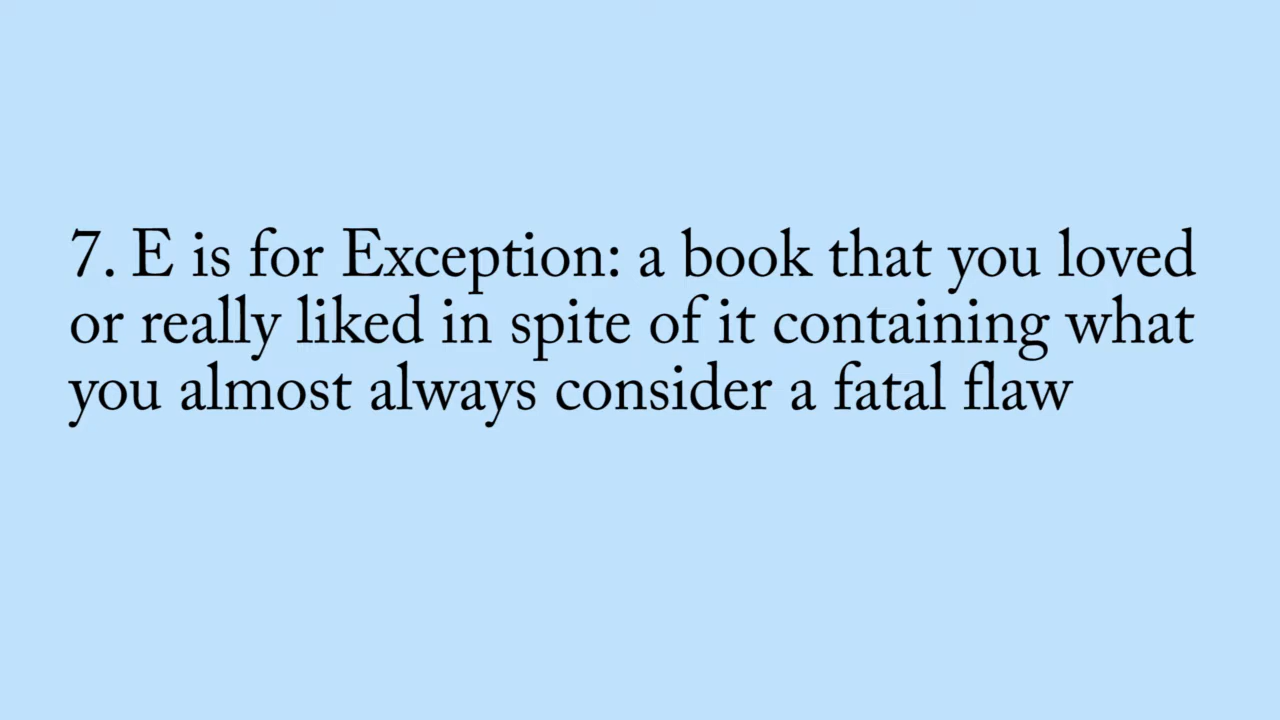 7. E is for Exception: a book that you loved
or really liked in spite of it containing what
you almost always consider a fatal flaw